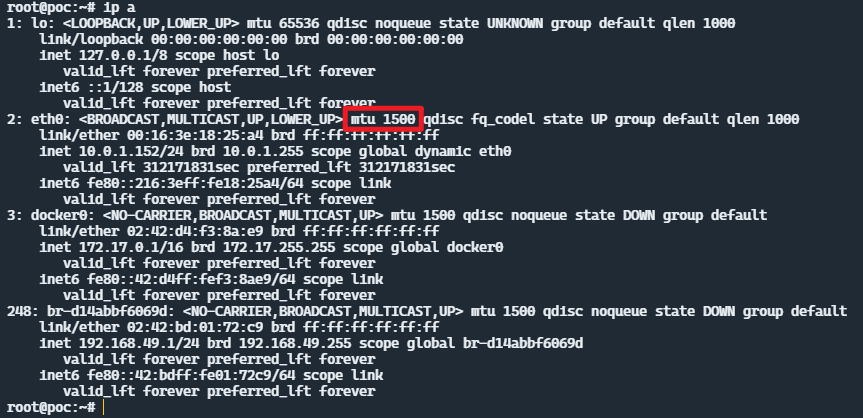 root@poc:~# ip a
1: lo: <LOOPBACK,UP,LOWER_UP> mtu 65536 qdisc noqueue state UNKNOWN group default qlen 1000
    link/loopback 00:00:00:00:00:00 brd 00:00:00:00:00:00
    inet 127.0.0.1/8 scope host lo
       valid_lft forever preferred_lft forever
    inet6 ::1/128 scope host
       valid_lft forever preferred_lft forever
2: eth0: <BROADCAST,MULTICAST,UP,LOWER_UP> mtu 1500 qdisc fq_codel state UP group default qlen 1000
    link/ether 00:16:3e:18:25:a4 brd ff:ff:ff:ff:ff:ff
    inet 10.0.1.152/24 brd 10.0.1.255 scope global dynamic eth0
       valid_lft 312171831sec preferred_lft 312171831sec
    inet6 fe80::216:3eff:fe18:25a4/64 scope link
       valid_lft forever preferred_lft forever
3: docker0: <NO-CARRIER,BROADCAST,MULTICAST,UP> mtu 1500 qdisc noqueue state DOWN group default
    link/ether 02:42:d4:f3:8a:e9 brd ff:ff:ff:ff:ff:ff
    inet 172.17.0.1/16 brd 172.17.255.255 scope global docker0
       valid_lft forever preferred_lft forever
    inet6 fe80::42:d4ff:fef3:8ae9/64 scope link
       valid_lft forever preferred_lft forever
248: br-d14abbf6069d: <NO-CARRIER,BROADCAST,MULTICAST,UP> mtu 1500 qdisc noqueue state DOWN group default
    link/ether 02:42:bd:01:72:c9 brd ff:ff:ff:ff:ff:ff
    inet 192.168.49.1/24 brd 192.168.49.255 scope global br-d14abbf6069d
       valid_lft forever preferred_lft forever
    inet6 fe80::42:bdff:fe01:72c9/64 scope link
       valid_lft forever preferred_lft forever
root@poc:~#